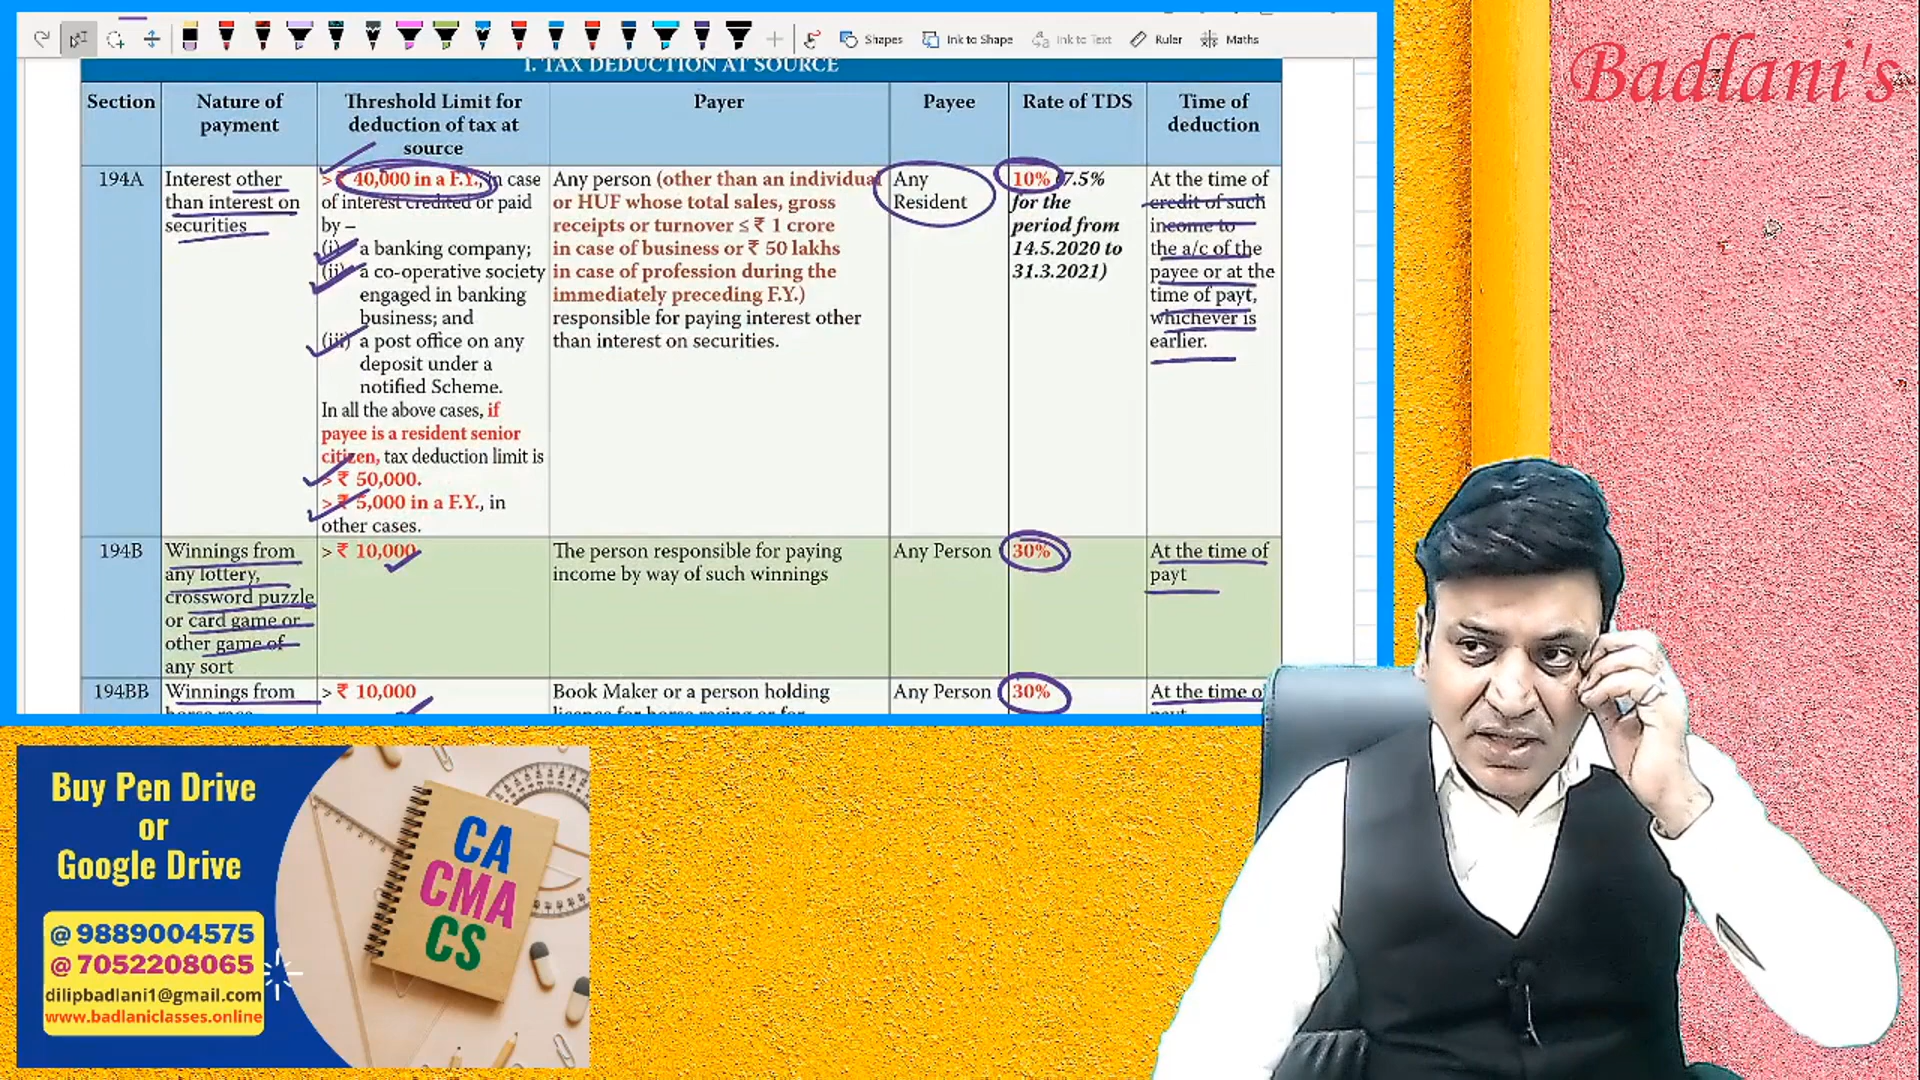 Badlani's
Shapes
Ink to Shape
Ink to Text
Ruler
Maths
I. TAX DEDUCTION AT SOURCE
Section
Nature of
payment
Threshold Limit for
deduction of tax at
source
Payer
Payee
Rate of TDS
Time of
deduction
194A
Interest other
than interest on
securities
> ₹ 40,000 in a F.Y., in case
of interest credited or paid
by –
(i) a banking company;
(ii) a co-operative society
engaged in banking
business; and
(iii) a post office on any
deposit under a
notified Scheme.
In all the above cases, if
payee is a resident senior
citizen, tax deduction limit is
> ₹ 50,000.
> ₹ 5,000 in a F.Y., in
other cases.
Any person (other than an individual
or HUF whose total sales, gross
receipts or turnover ≤ ₹ 1 crore
in case of business or ₹ 50 lakhs
in case of profession during the
immediately preceding F.Y.)
responsible for paying interest other
than interest on securities.
Any
Resident
10% (7.5%
for the
period from
14.5.2020 to
31.3.2021)
At the time of
credit of such
income to
the a/c of the
payee or at the
time of payt,
whichever is
earlier.
194B
Winnings from
any lottery,
crossword puzzle
or card game or
other game of
any sort
> ₹ 10,000
The person responsible for paying
income by way of such winnings
Any Person
30%
At the time of
payt
194BB
Winnings from
> ₹ 10,000
Book Maker or a person holding
Any Person
30%
At the time of
Buy Pen Drive
or
Google Drive
@ 9889004575
@ 7052208065
dilipbadlani1@gmail.com
www.badlaniclasses.online
CA
CMA
CS